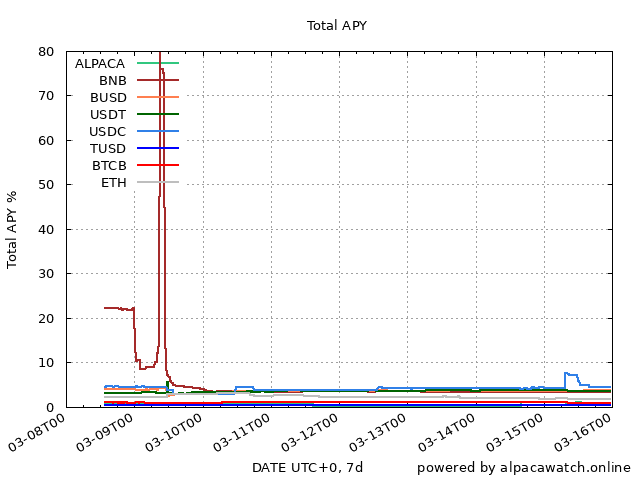 Total APY
80
70
60
50
40
30
20
10
0
Total APY %
ALPACA
BNB
BUSD
USDT
USDC
TUSD
BTCB
ETH
03-08T00
03-09T00
03-10T00
03-11T00
03-12T00
03-13T00
03-14T00
03-15T00
03-16T00
DATE UTC+0, 7d
powered by alpacawatch.online